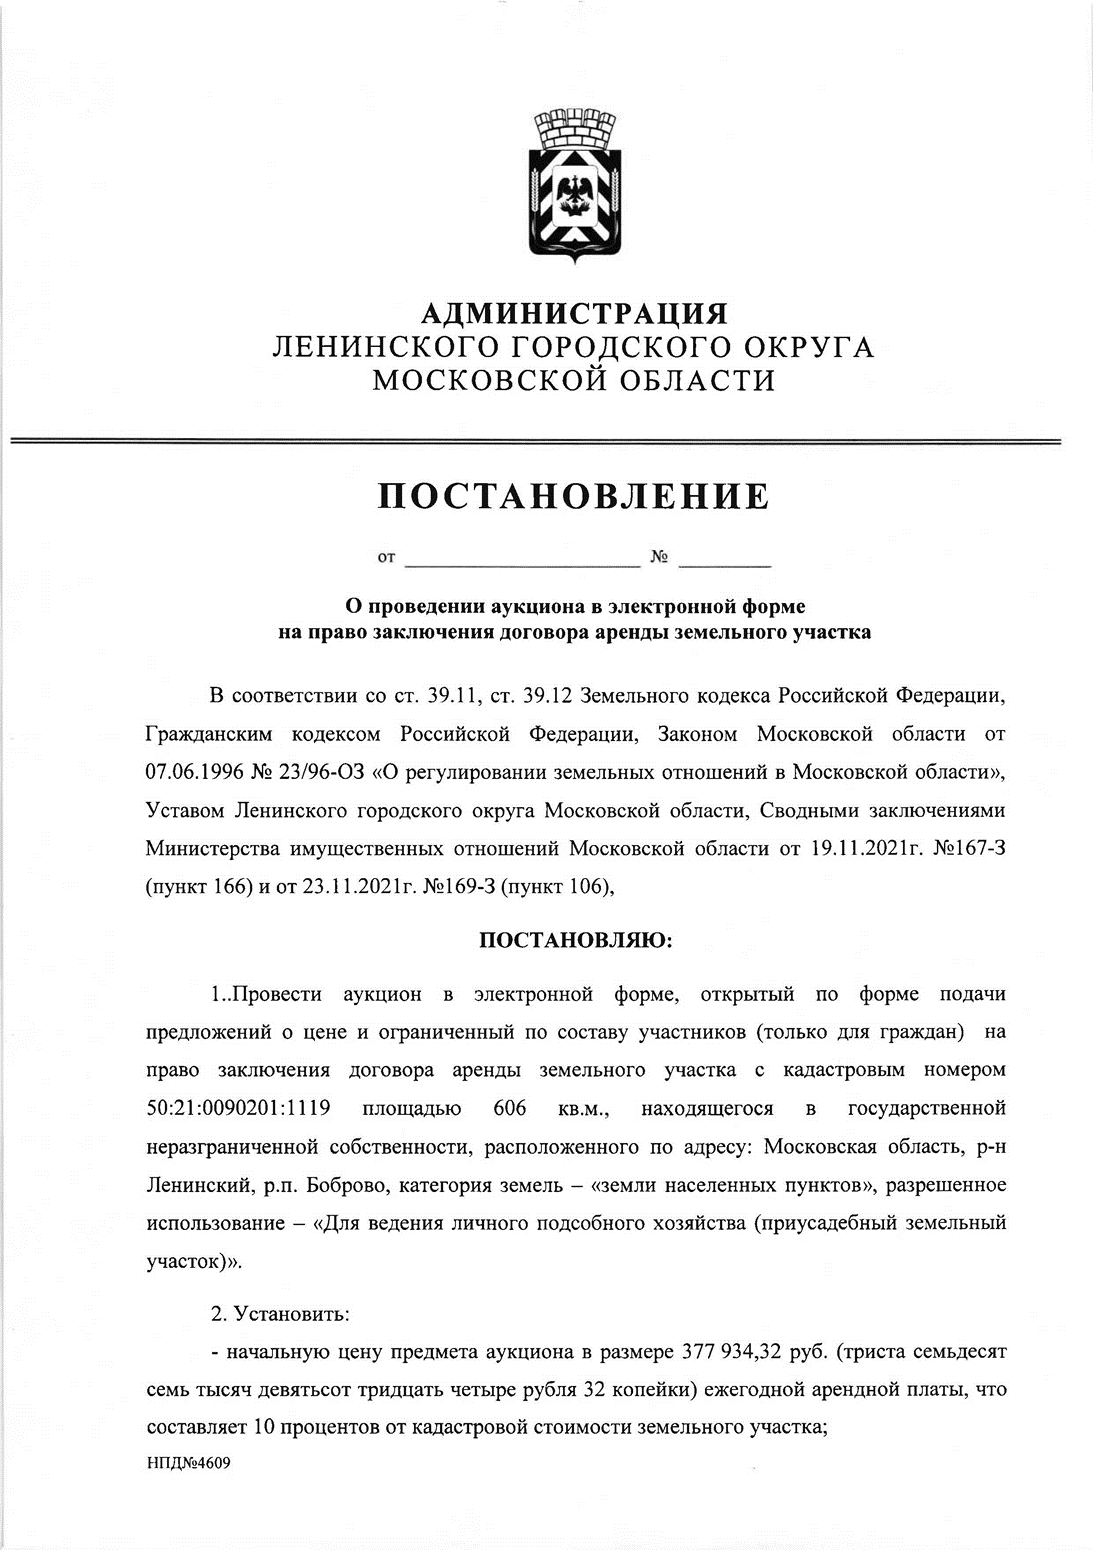 АДМИНИСТРАЦИЯ
ЛЕНИНСКОГО ГОРОДСКОГО ОКРУГА
МОСКОВСКОЙ ОБЛАСТИ
ПОСТАНОВЛЕНИЕ
от ____________________ № ________
О проведении аукциона в электронной форме
на право заключения договора аренды земельного участка
В соответствии со ст. 39.11, ст. 39.12 Земельного кодекса Российской Федерации,
Гражданским кодексом Российской Федерации, Законом Московской области от
07.06.1996 № 23/96-ОЗ «О регулировании земельных отношений в Московской области»,
Уставом Ленинского городского округа Московской области, Сводными заключениями
Министерства имущественных отношений Московской области от 19.11.2021г. №167-З
(пункт 166) и от 23.11.2021г. №169-З (пункт 106),
ПОСТАНОВЛЯЮ:
1..Провести аукцион в электронной форме, открытый по форме подачи
предложений о цене и ограниченный по составу участников (только для граждан) на
право заключения договора аренды земельного участка с кадастровым номером
50:21:0090201:1119 площадью 606 кв.м., находящегося в государственной
неразграниченной собственности, расположенного по адресу: Московская область, р-н
Ленинский, р.п. Боброво, категория земель – «земли населенных пунктов», разрешенное
использование – «Для ведения личного подсобного хозяйства (приусадебный земельный
участок)».
2. Установить:
- начальную цену предмета аукциона в размере 377 934,32 руб. (триста семьдесят
семь тысяч девятьсот тридцать четыре рубля 32 копейки) ежегодной арендной платы, что
составляет 10 процентов от кадастровой стоимости земельного участка;
НПД№4609